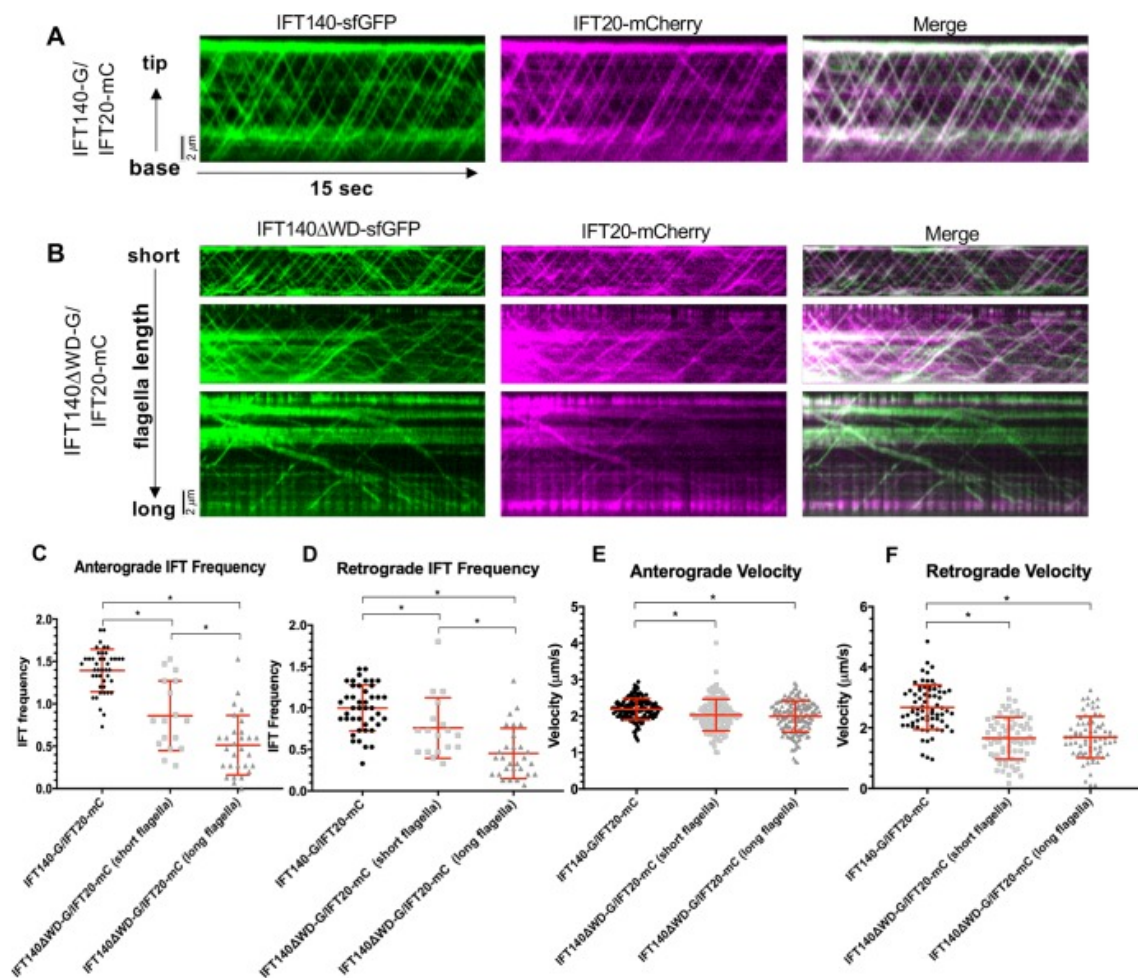 A
IFT140-sfGFP
IFT20-mCherry
Merge
IFT140-G/
IFT20-mC
tip
base
2 μm
15 sec
B
IFT140ΔWD-sfGFP
IFT20-mCherry
Merge
IFT140ΔWD-G/
IFT20-mC
short
flagella length
long
2 μm
C
Anterograde IFT Frequency
IFT frequency
2.0
1.5
1.0
0.5
0.0
*
*
*
IFT140-G/IFT20-mC
IFT140ΔWD-G/IFT20-mC (short flagella)
IFT140ΔWD-G/IFT20-mC (long flagella)
D
Retrograde IFT Frequency
IFT Frequency
2.0
1.5
1.0
0.5
0.0
*
*
*
IFT140-G/IFT20-mC
IFT140ΔWD-G/IFT20-mC (short flagella)
IFT140ΔWD-G/IFT20-mC (long flagella)
E
Anterograde Velocity
Velocity (μm/s)
5
4
3
2
1
0
*
*
IFT140-G/IFT20-mC
IFT140ΔWD-G/IFT20-mC (short flagella)
IFT140ΔWD-G/IFT20-mC (long flagella)
F
Retrograde Velocity
Velocity (μm/s)
6
4
2
0
*
*
IFT140-G/IFT20-mC
IFT140ΔWD-G/IFT20-mC (short flagella)
IFT140ΔWD-G/IFT20-mC (long flagella)